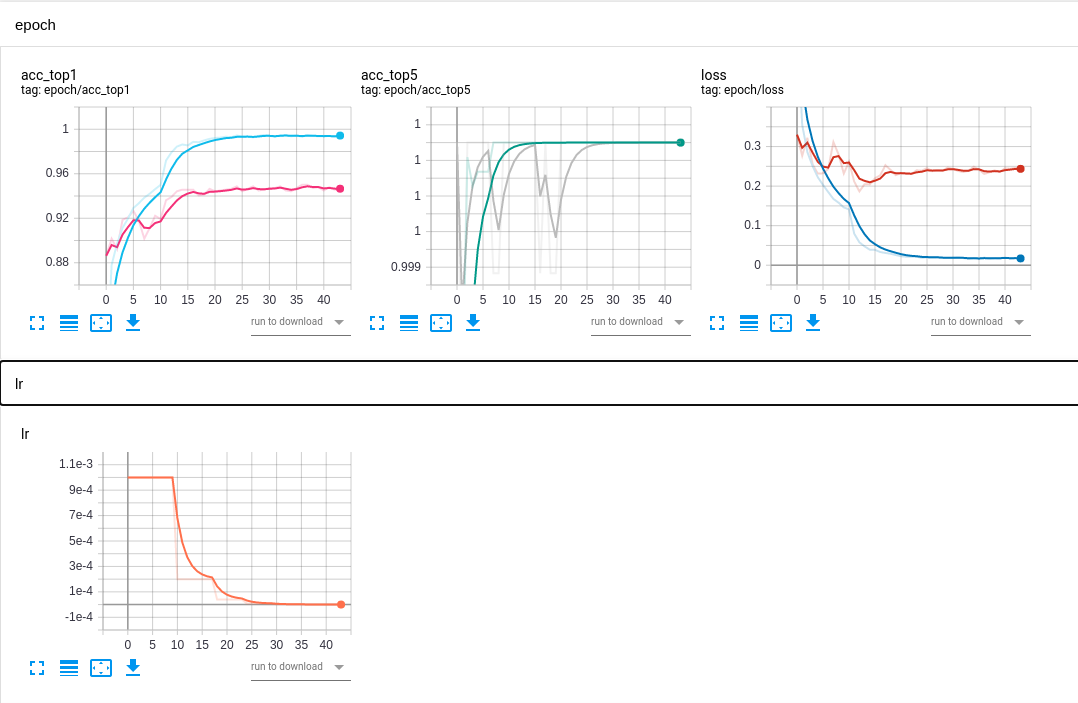 epoch
acc_top1
tag: epoch/acc_top1
1
0.96
0.92
0.88
0 5 10 15 20 25 30 35 40
run to download
acc_top5
tag: epoch/acc_top5
1
1
1
1
0.999
0 5 10 15 20 25 30 35 40
run to download
loss
tag: epoch/loss
0.3
0.2
0.1
0
0 5 10 15 20 25 30 35 40
run to download
lr
lr
1.1e-3
9e-4
7e-4
5e-4
3e-4
1e-4
-1e-4
0 5 10 15 20 25 30 35 40
run to download